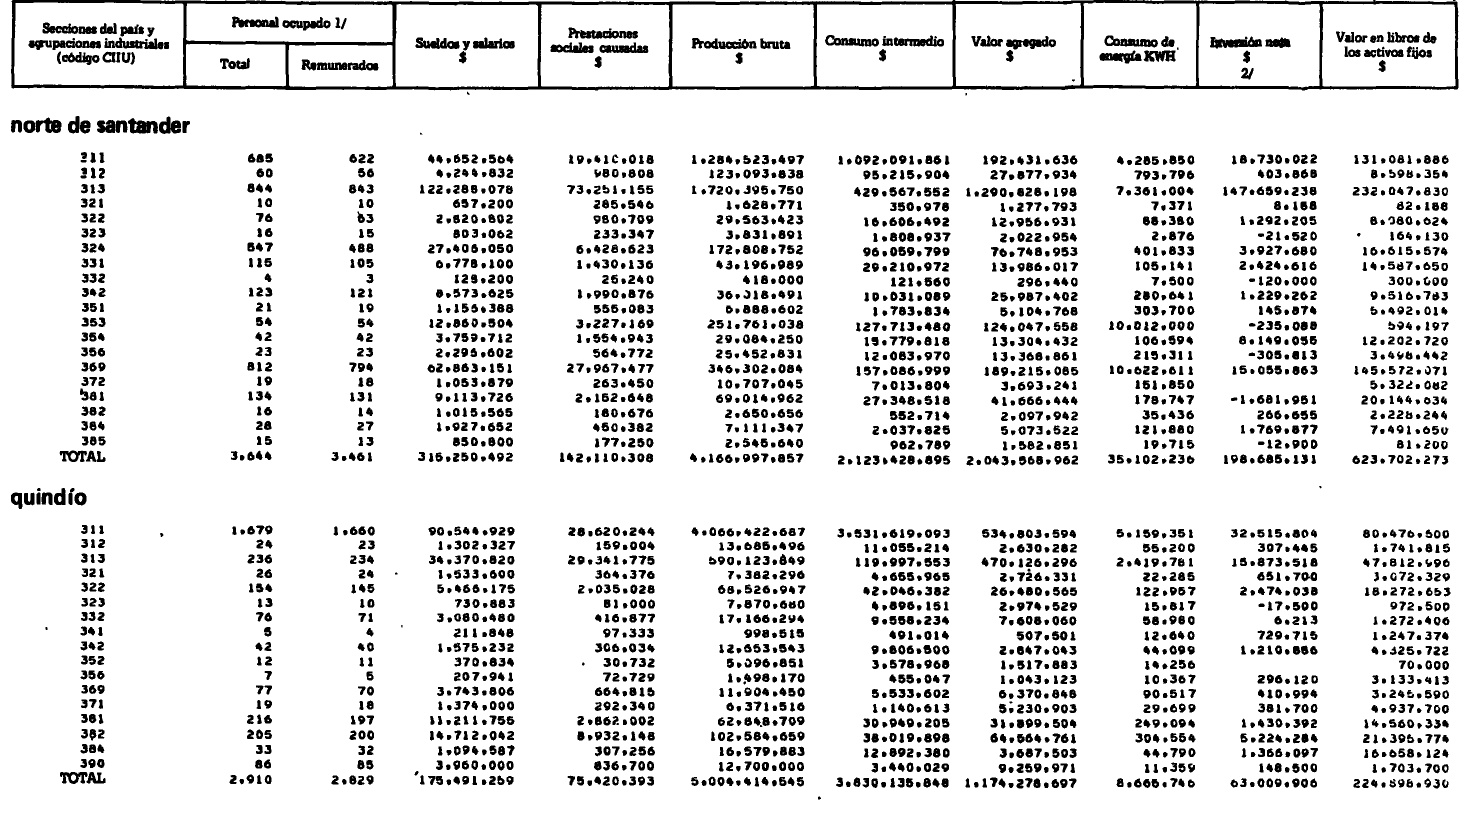 Secciones del país y agrupaciones industriales (código CIIU) Personal ocupado 1/ Total Remunerados Sueldos y salarios $ Prestaciones sociales causadas $ Producción bruta $ Consumo intermedio $ Valor agregado $ Consumo de energía KWH Inversión neta $ 2/ Valor en libros de los activos fijos $
norte de santander
311 685 622 44.652.564 19.410.018 1.284.523.497 1.092.091.861 192.431.636 4.285.850 18.730.022 131.081.886
312 60 56 4.244.832 980.808 123.093.838 95.215.904 27.877.934 793.796 403.868 8.598.354
313 844 843 122.288.078 73.251.155 1.720.395.750 429.567.552 1.290.828.198 7.361.004 147.659.238 232.047.830
321 10 10 657.200 285.546 1.628.771 350.978 1.277.793 7.371 8.188 82.188
322 76 63 2.820.802 980.709 29.563.423 16.606.492 12.956.931 88.380 1.292.205 8.080.624
323 16 15 803.062 233.347 3.831.891 1.808.937 2.022.954 2.876 -21.520 164.130
324 547 488 27.406.050 6.428.623 172.808.752 96.059.799 76.748.953 401.833 3.927.680 16.615.574
331 115 105 6.778.100 1.430.136 43.196.989 29.210.972 13.986.017 105.141 2.424.616 14.587.650
332 4 3 129.200 25.240 418.000 121.560 296.440 7.500 -120.000 300.000
342 123 121 8.573.625 1.990.876 36.018.491 10.031.089 25.987.402 280.641 1.229.262 9.516.783
351 21 19 1.156.388 555.083 6.888.602 1.783.834 5.104.768 303.700 145.874 5.492.014
353 54 54 12.860.504 3.227.169 251.761.038 127.713.480 124.047.558 10.012.000 -235.088 594.197
354 42 42 3.759.712 1.554.943 29.084.250 15.779.818 13.304.432 106.594 8.149.055 12.202.720
356 23 23 2.296.602 564.772 25.452.831 12.083.970 13.368.861 215.311 -305.813 3.498.442
369 812 794 62.863.151 27.967.477 346.302.084 157.086.999 189.215.085 10.622.611 15.055.863 145.572.071
372 19 18 1.053.879 263.450 10.707.045 7.013.804 3.693.241 151.850 5.322.082
381 134 131 9.113.726 2.152.648 69.014.962 27.348.518 41.666.444 178.747 -1.681.951 20.144.034
382 16 14 1.015.565 180.676 2.650.656 552.714 2.097.942 35.436 266.655 2.228.244
384 28 27 1.927.652 450.382 7.111.347 2.037.825 5.073.522 121.880 1.769.877 7.491.650
385 15 13 850.800 177.250 2.545.640 962.789 1.582.851 19.715 -12.900 81.200
TOTAL 3.644 3.461 315.250.492 142.110.308 4.166.997.857 2.123.428.895 2.043.568.962 35.102.236 198.685.131 623.702.273
quindío
311 1.679 1.660 90.544.929 28.620.244 4.066.422.687 3.531.619.093 534.803.594 5.159.351 32.515.804 80.476.600
312 24 23 1.302.327 159.004 13.685.496 11.055.214 2.630.282 55.200 307.445 1.741.815
313 236 234 34.370.820 29.341.775 590.123.849 119.997.553 470.126.296 2.419.781 15.873.518 47.812.996
321 26 24 1.533.600 364.376 7.382.296 4.655.965 2.726.331 22.285 651.700 3.072.329
322 154 145 5.466.175 2.035.028 68.526.947 42.046.382 26.480.565 122.957 2.474.038 18.272.653
323 13 10 730.883 81.000 7.870.680 4.896.151 2.974.529 15.817 -17.500 972.500
332 76 71 3.080.480 416.877 17.166.294 9.558.234 7.608.060 58.980 6.213 1.272.406
341 5 4 211.848 97.333 998.515 491.014 507.501 12.640 729.715 1.247.374
342 42 40 1.575.232 306.034 12.653.543 9.806.500 2.847.043 44.099 1.210.886 4.325.722
352 12 11 370.834 30.732 5.096.851 3.578.968 1.517.883 14.256 70.000
356 7 5 207.941 72.729 1.498.170 455.047 1.043.123 10.367 296.120 3.133.413
369 77 70 3.743.806 664.815 11.904.450 5.533.602 6.370.848 90.517 410.994 3.246.590
371 19 18 1.374.000 292.340 6.371.516 1.140.613 5.230.903 29.699 381.700 4.937.700
381 216 197 11.211.755 2.862.002 62.848.709 30.949.205 31.899.504 249.094 1.430.392 14.560.334
382 205 200 14.712.042 8.932.148 102.584.659 38.019.898 64.564.761 304.554 5.224.284 21.395.774
384 33 32 1.094.587 307.256 16.579.883 12.892.380 3.687.503 44.790 1.366.097 16.658.124
390 86 85 3.960.000 836.700 12.700.000 3.440.029 9.259.971 11.359 148.500 1.703.700
TOTAL 2.910 2.829 175.491.259 75.420.393 5.004.414.545 3.830.135.848 1.174.278.697 8.665.746 63.009.906 224.898.930